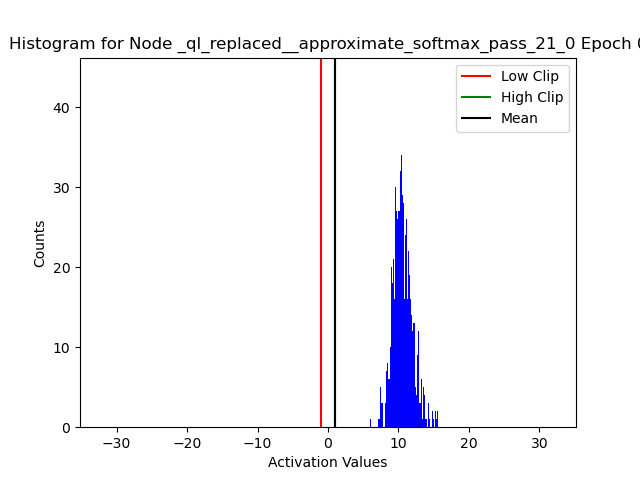 Histogram for Node _ql_replaced__approximate_softmax_pass_21_0 Epoch 0
Low Clip
High Clip
Mean
Counts
40
30
20
10
0
−30
−20
−10
0
10
20
30
Activation Values